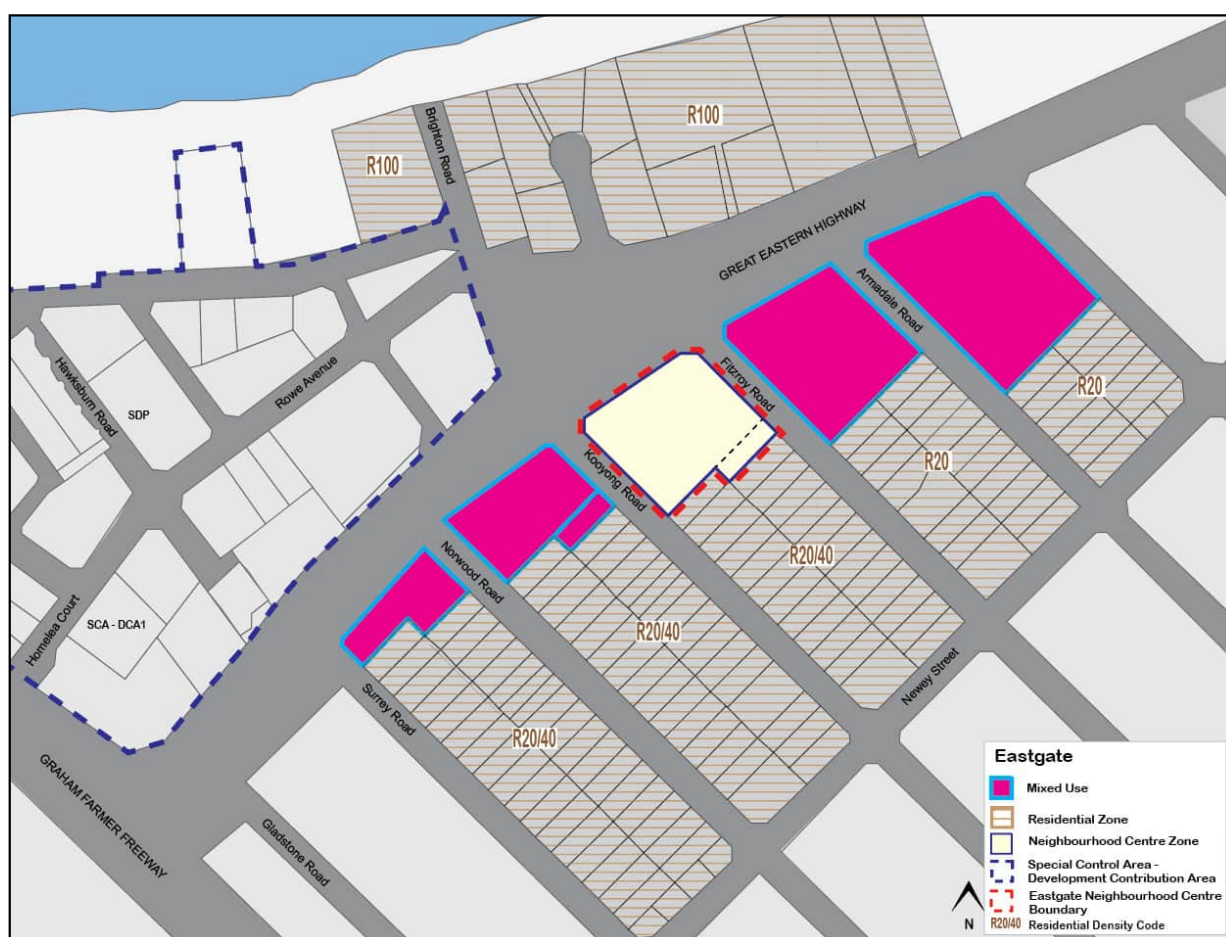 R100
Brighton Road
R100
GREAT EASTERN HIGHWAY
Armadale Road
Hawksburn Road
SDP
Rowe Avenue
Fitzroy Road
R20
R20
Kooyong Road
Norwood Road
R20/40
R20/40
R20/40
Homelea Court
SCA - DCA1
Surrey Road
Newey Street
GRAHAM FARMER FREEWAY
Gladstone Road
Eastgate
Mixed Use
Residential Zone
Neighbourhood Centre Zone
Special Control Area -
Development Contribution Area
Eastgate Neighbourhood Centre
Boundary
R20/40 Residential Density Code
N